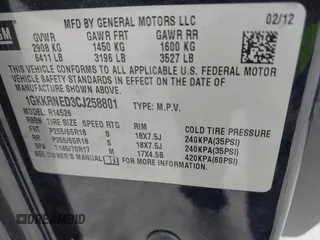 GM
MFD BY GENERAL MOTORS LLC 02/12
GVWR GAWR FRT GAWR RR
2908 KG 1450 KG 1600 KG
6411 LB 3196 LB 3527 LB
THIS VEHICLE CONFORMS TO ALL APPLICABLE U.S. FEDERAL
MOTOR VEHICLE SAFETY
STANDARDS IN EFFECT ON THE DATE OF
MANUFACTURE SHOWN ABOVE.
1GKKRNED3CJ258801 TYPE: M.P.V.
R14526
TIRE SIZE SPEED RTG RIM COLD TIRE PRESSURE
FRT P255/65R18 S 18X7.5J 240KPA(35PSI)
RR P255/65R18 S 18X7.5J 240KPA(35PSI)
SPA T145/70R17 M 17X4.5B 420KPA(60PSI)
SEE OWNER'S MANUAL FOR MORE INFORMATION.
DREAMBID